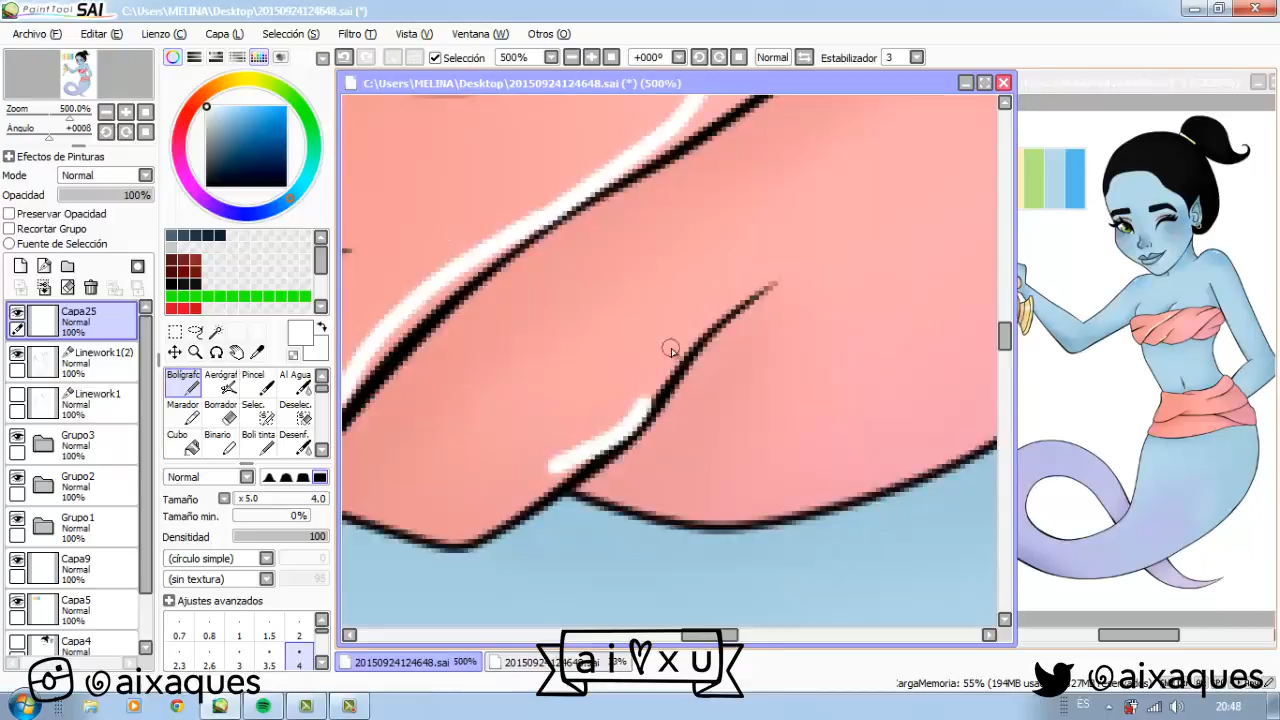 PaintTool SAI C:\Users\MELINA\Desktop\20150924124648.sai (*)
Archivo (F) Editar (E) Lienzo (C) Capa (L) Selección (S) Filtro (T) Vista (V) Ventana (W) Otros (O)
Selección 500% +000º Normal Estabilizador 3
C:\Users\MELINA\Desktop\20150924124648.sai (*) (500%)
Zoom 500.0%
Ángulo +000ß
Efectos de Pinturas
Mode Normal
Opacidad 100%
Preservar Opacidad
Recortar Grupo
Fuente de Selección
Capa25
Normal
100%
Linework1(2)
Normal
100%
Linework1
Normal
100%
Grupo3
Normal
100%
Grupo2
Normal
100%
Grupo1
Normal
100%
Capa9
Normal
100%
Capa5
Normal
100%
Capa4
Normal
Bolígrafo Aerógrafo Pincel Al Agua
Marador Borrador Selec. Deselec.
Cubo Binario Boli tinta Desenf.
Normal
Tamaño x 5.0 4.0
Tamaño min. 0%
Densitidad 100
(círculo simple) 0
(sin textura) 95
Ajustes avanzados
0.7 0.8 1 1.5 2
2.3 2.6 3 3.5 4
20150924124648.sai 500%
ai xu
@aixaques
@aixaques
ES 20:48